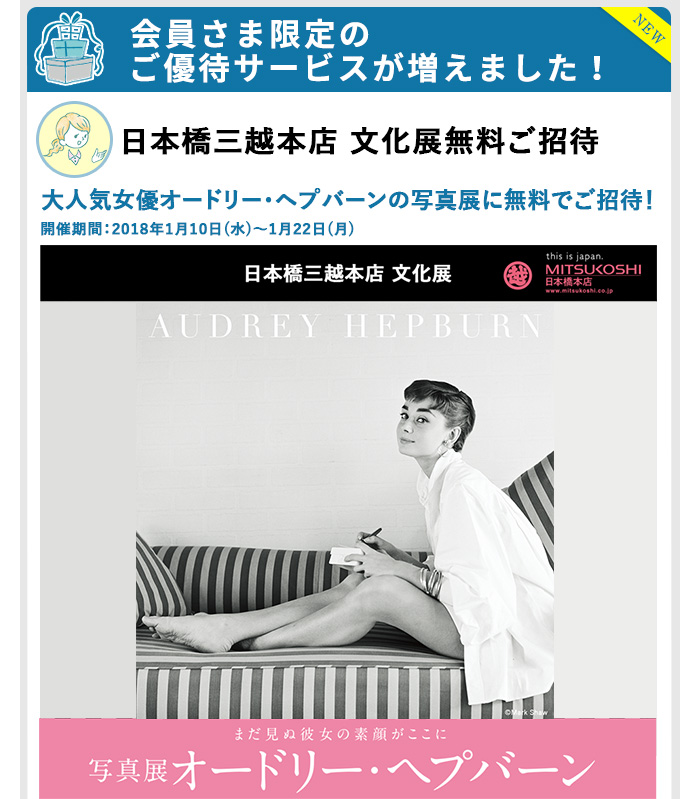 会員さま限定の
ご優待サービスが増えました！
NEW
日本橋三越本店 文化展無料ご招待
大人気女優オードリー・ヘプバーンの写真展に無料でご招待！
開催期間：2018年1月10日（水）～1月22日（月）
日本橋三越本店 文化展
越
this is japan.
MITSUKOSHI
日本橋本店
www.mitsukoshi.co.jp
AUDREY HEPBURN
©Mark Shaw
まだ見ぬ彼女の素顔がここに
写真展オードリー・ヘプバーン